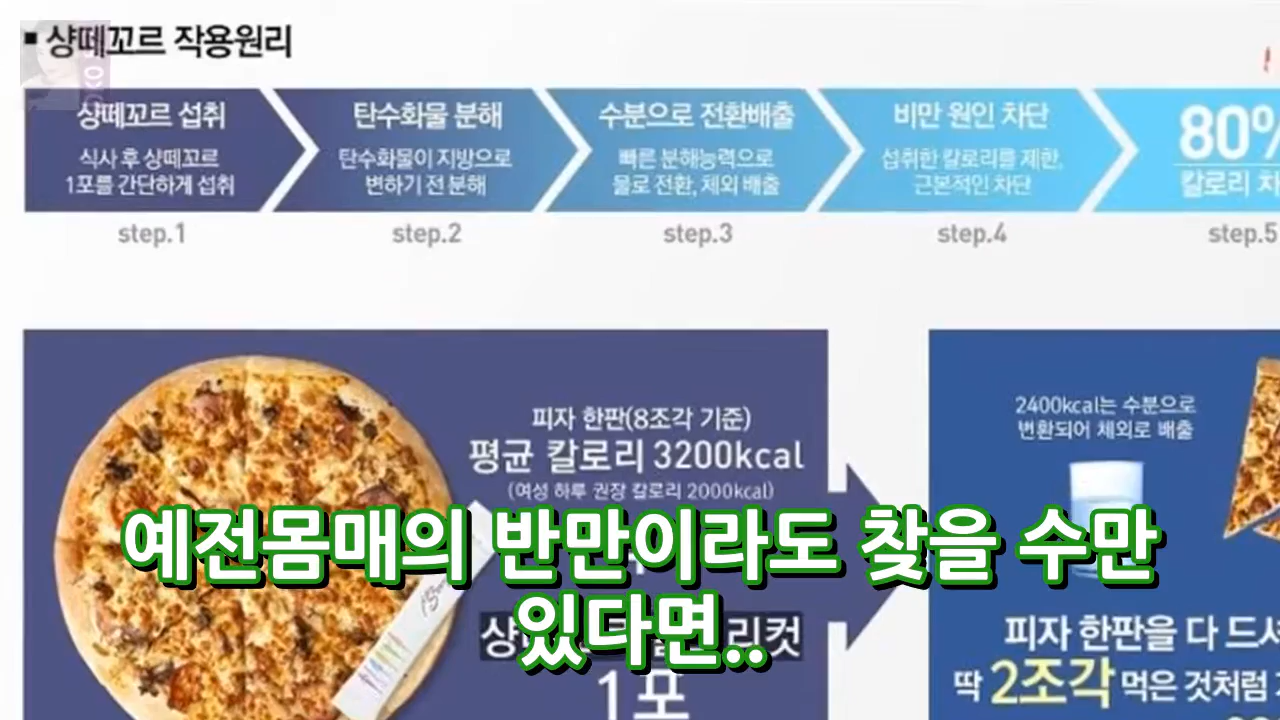 ▪ 샹떼꼬르 작용원리
샹떼꼬르 섭취
식사 후 샹떼꼬르
1포를 간단하게 섭취
step.1
탄수화물 분해
탄수화물이 지방으로
변하기 전 분해
step.2
수분으로 전환배출
빠른 분해능력으로
물로 전환, 체외 배출
step.3
비만 원인 차단
섭취한 칼로리를 제한,
근본적인 차단
step.4
80%
칼로리
step.5
피자 한판(8조각 기준)
평균 칼로리 3200kcal
(여성 하루 권장 칼로리 2000kcal)
1포
2400kcal는 수분으로
변환되어 체외로 배출
피자 한판을 다
딱 2조각 먹은 것처럼
예전몸매의 반만이라도 찾을 수만
있다면..